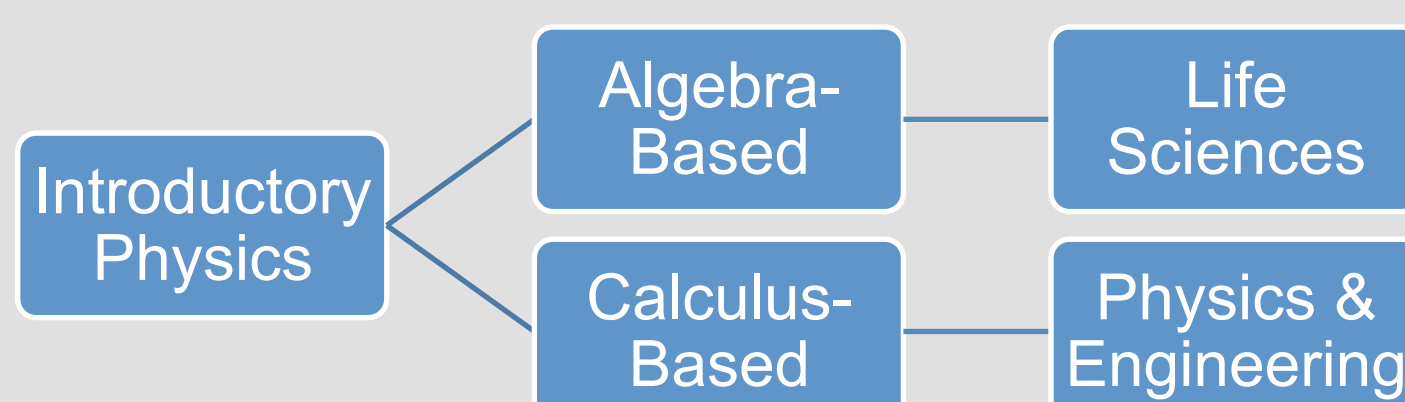 Introductory
Physics
Algebra-
Based
Life
Sciences
Calculus-
Based
Physics &
Engineering